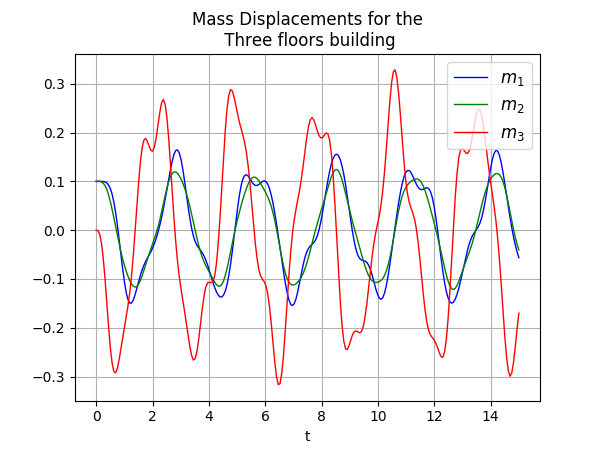 Mass Displacements for the
Three floors building
m₁
m₂
m₃
0.3
0.2
0.1
0.0
−0.1
−0.2
−0.3
0 2 4 6 8 10 12 14
t